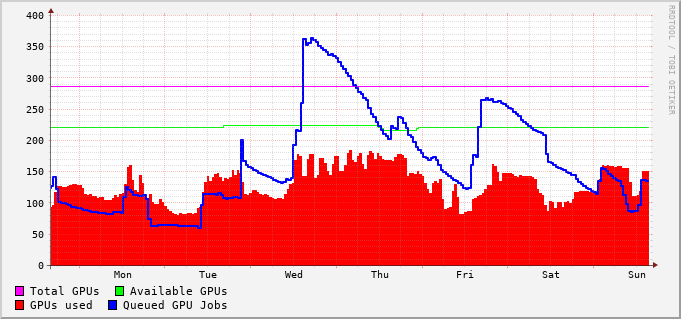 400
350
300
250
200
150
100
50
0
Mon Tue Wed Thu Fri Sat Sun
Total GPUs Available GPUs
GPUs used Queued GPU Jobs
RRDTOOL / TOBI OETIKER